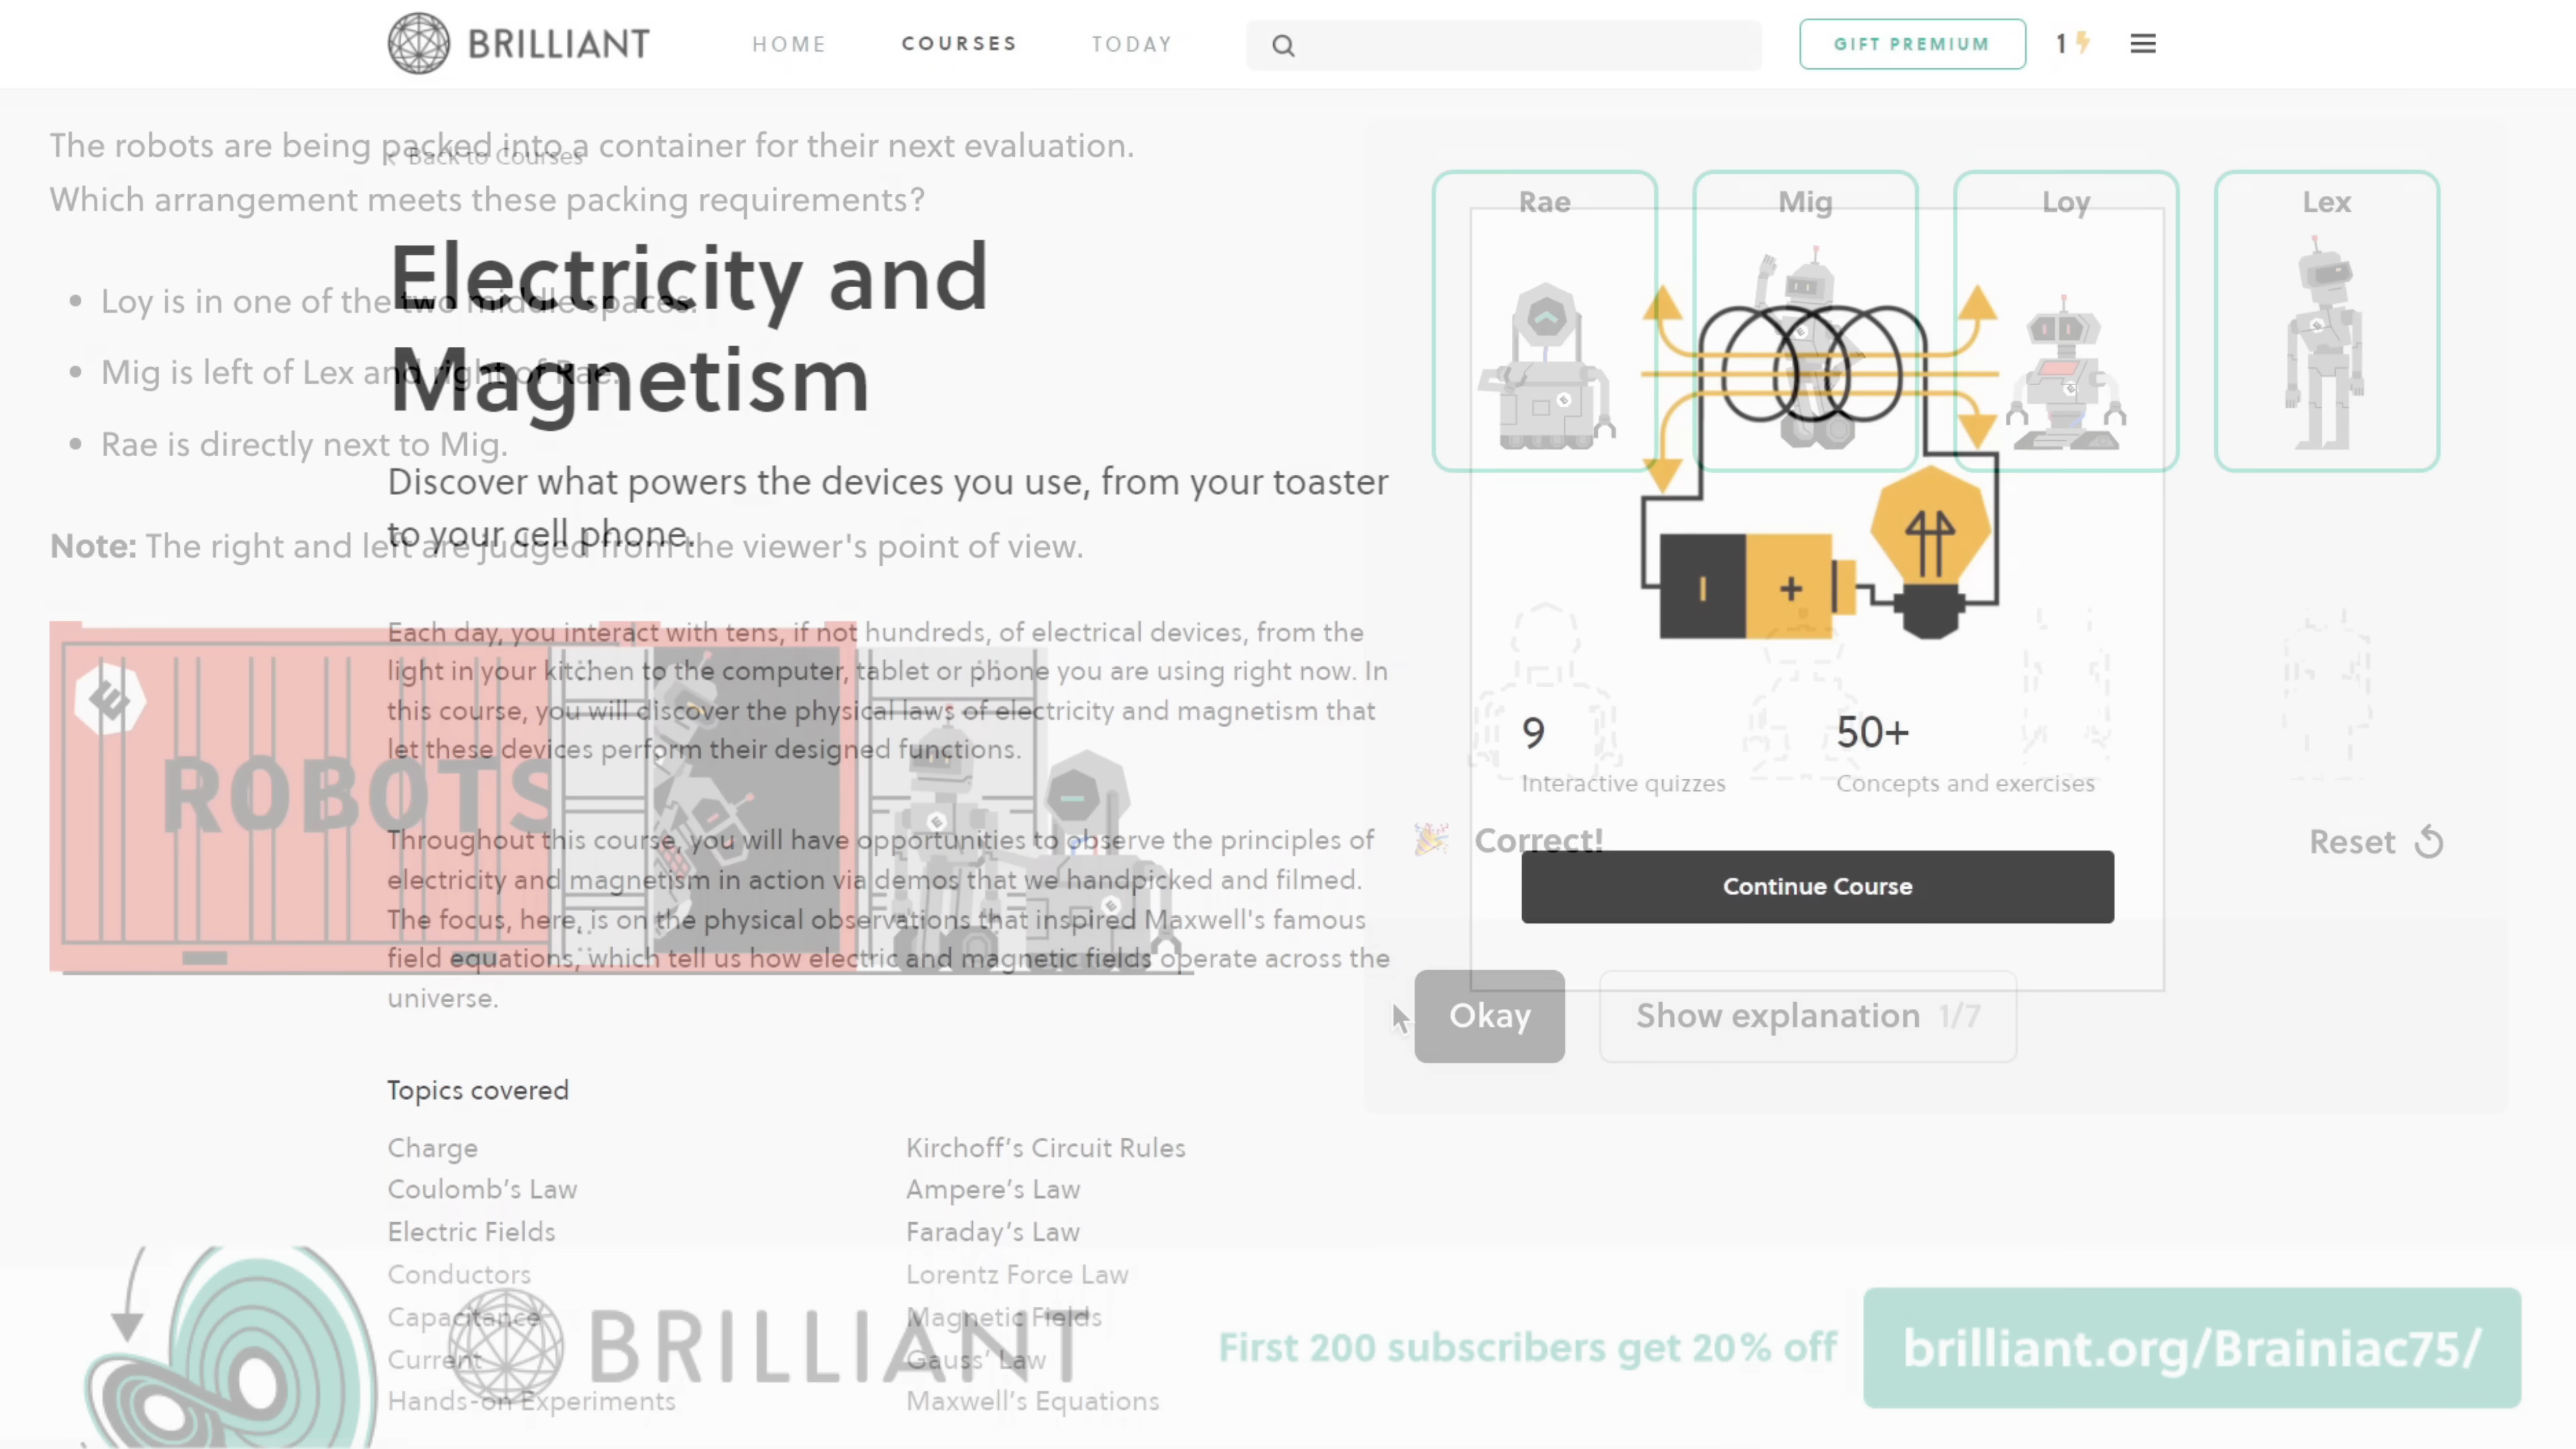 BRILLIANT
HOME
COURSES
TODAY
GIFT PREMIUM
1
The robots are being packed into a container for their next evaluation.
Which arrangement meets these packing requirements?
• Loy is in one of the two middle spaces.
• Mig is left of Lex and right of Rae.
• Rae is directly next to Mig.
Note: The right and left are judged from the viewer's point of view.
ROBOTS
< Back to Courses
Electricity and
Magnetism
Discover what powers the devices you use, from your toaster
to your cell phone.
Each day, you interact with tens, if not hundreds, of electrical devices, from the
light in your kitchen to the computer, tablet or phone you are using right now. In
this course, you will discover the physical laws of electricity and magnetism that
let these devices perform their designed functions.
Throughout this course, you will have opportunities to observe the principles of
electricity and magnetism in action via demos that we handpicked and filmed.
The focus, here, is on the physical observations that inspired Maxwell's famous
field equations, which tell us how electric and magnetic fields operate across the
universe.
Topics covered
Charge
Coulomb's Law
Electric Fields
Conductors
Capacitance
Current
Hands-on Experiments
Kirchoff's Circuit Rules
Ampere's Law
Faraday's Law
Lorentz Force Law
Magnetic Fields
Gauss' Law
Maxwell's Equations
Rae
Mig
Loy
Lex
9
Interactive quizzes
50+
Concepts and exercises
Correct!
Reset
Continue Course
Okay
Show explanation 1/7
BRILLIANT
First 200 subscribers get 20% off
brilliant.org/Brainiac75/